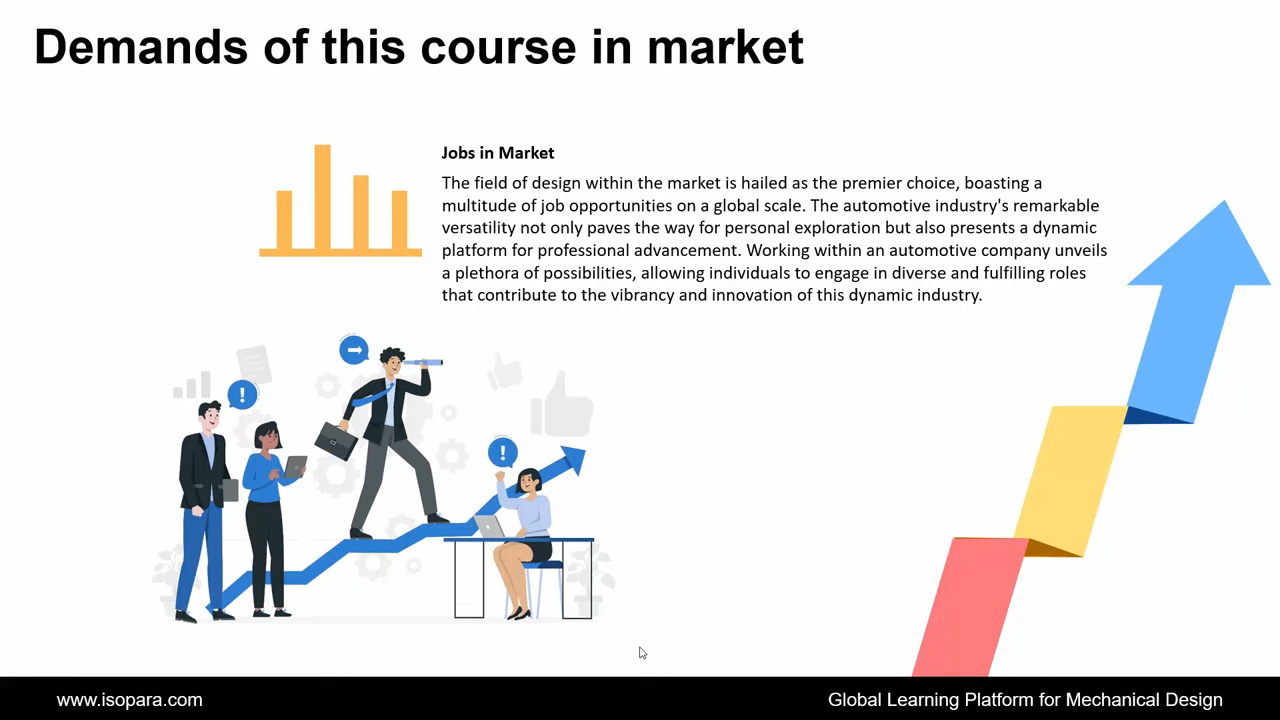 Demands of this course in market
Jobs in Market
The field of design within the market is hailed as the premier choice, boasting a
multitude of job opportunities on a global scale. The automotive industry's remarkable
versatility not only paves the way for personal exploration but also presents a dynamic
platform for professional advancement. Working within an automotive company unveils
a plethora of possibilities, allowing individuals to engage in diverse and fulfilling roles
that contribute to the vibrancy and innovation of this dynamic industry.
!
!
www.isopara.com
Global Learning Platform for Mechanical Design